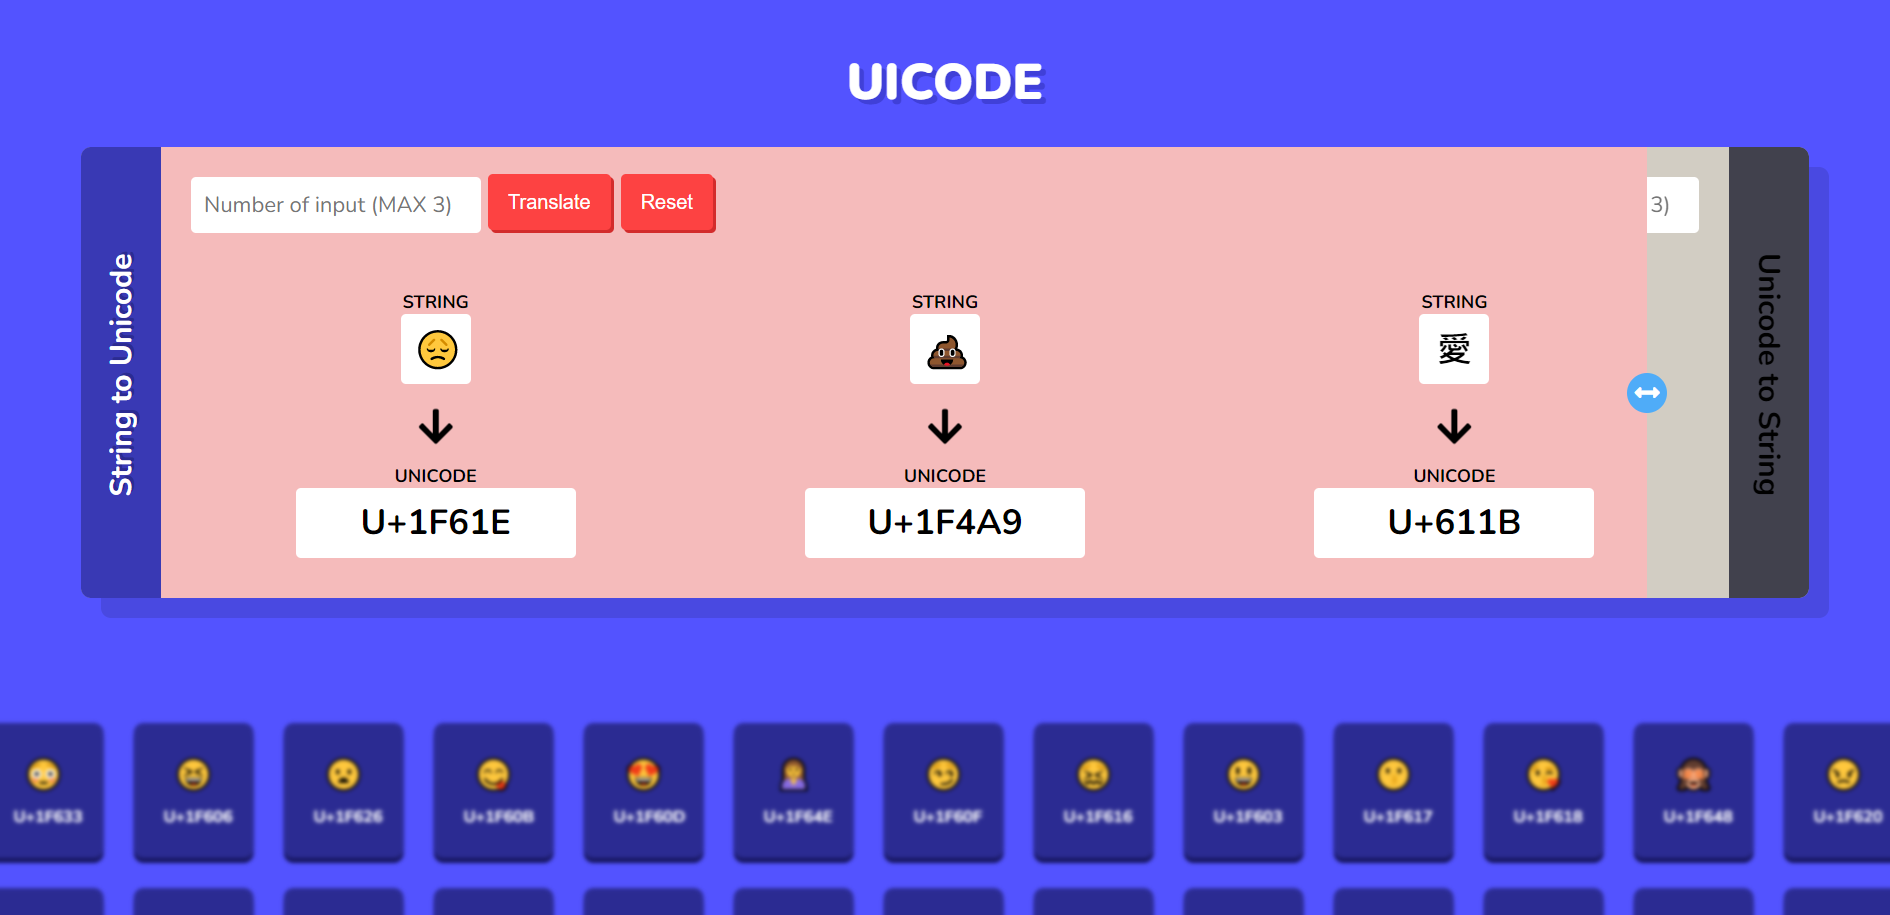 UICODE
String to Unicode
Number of input (MAX 3)
Translate
Reset
3)
STRING
STRING
STRING
😞
💩
愛
UNICODE
UNICODE
UNICODE
U+1F61E
U+1F4A9
U+611B
Unicode to String
U+1F633
U+1F606
U+1F626
U+1F60B
U+1F60D
U+1F64E
U+1F60F
U+1F616
U+1F603
U+1F617
U+1F618
U+1F648
U+1F620